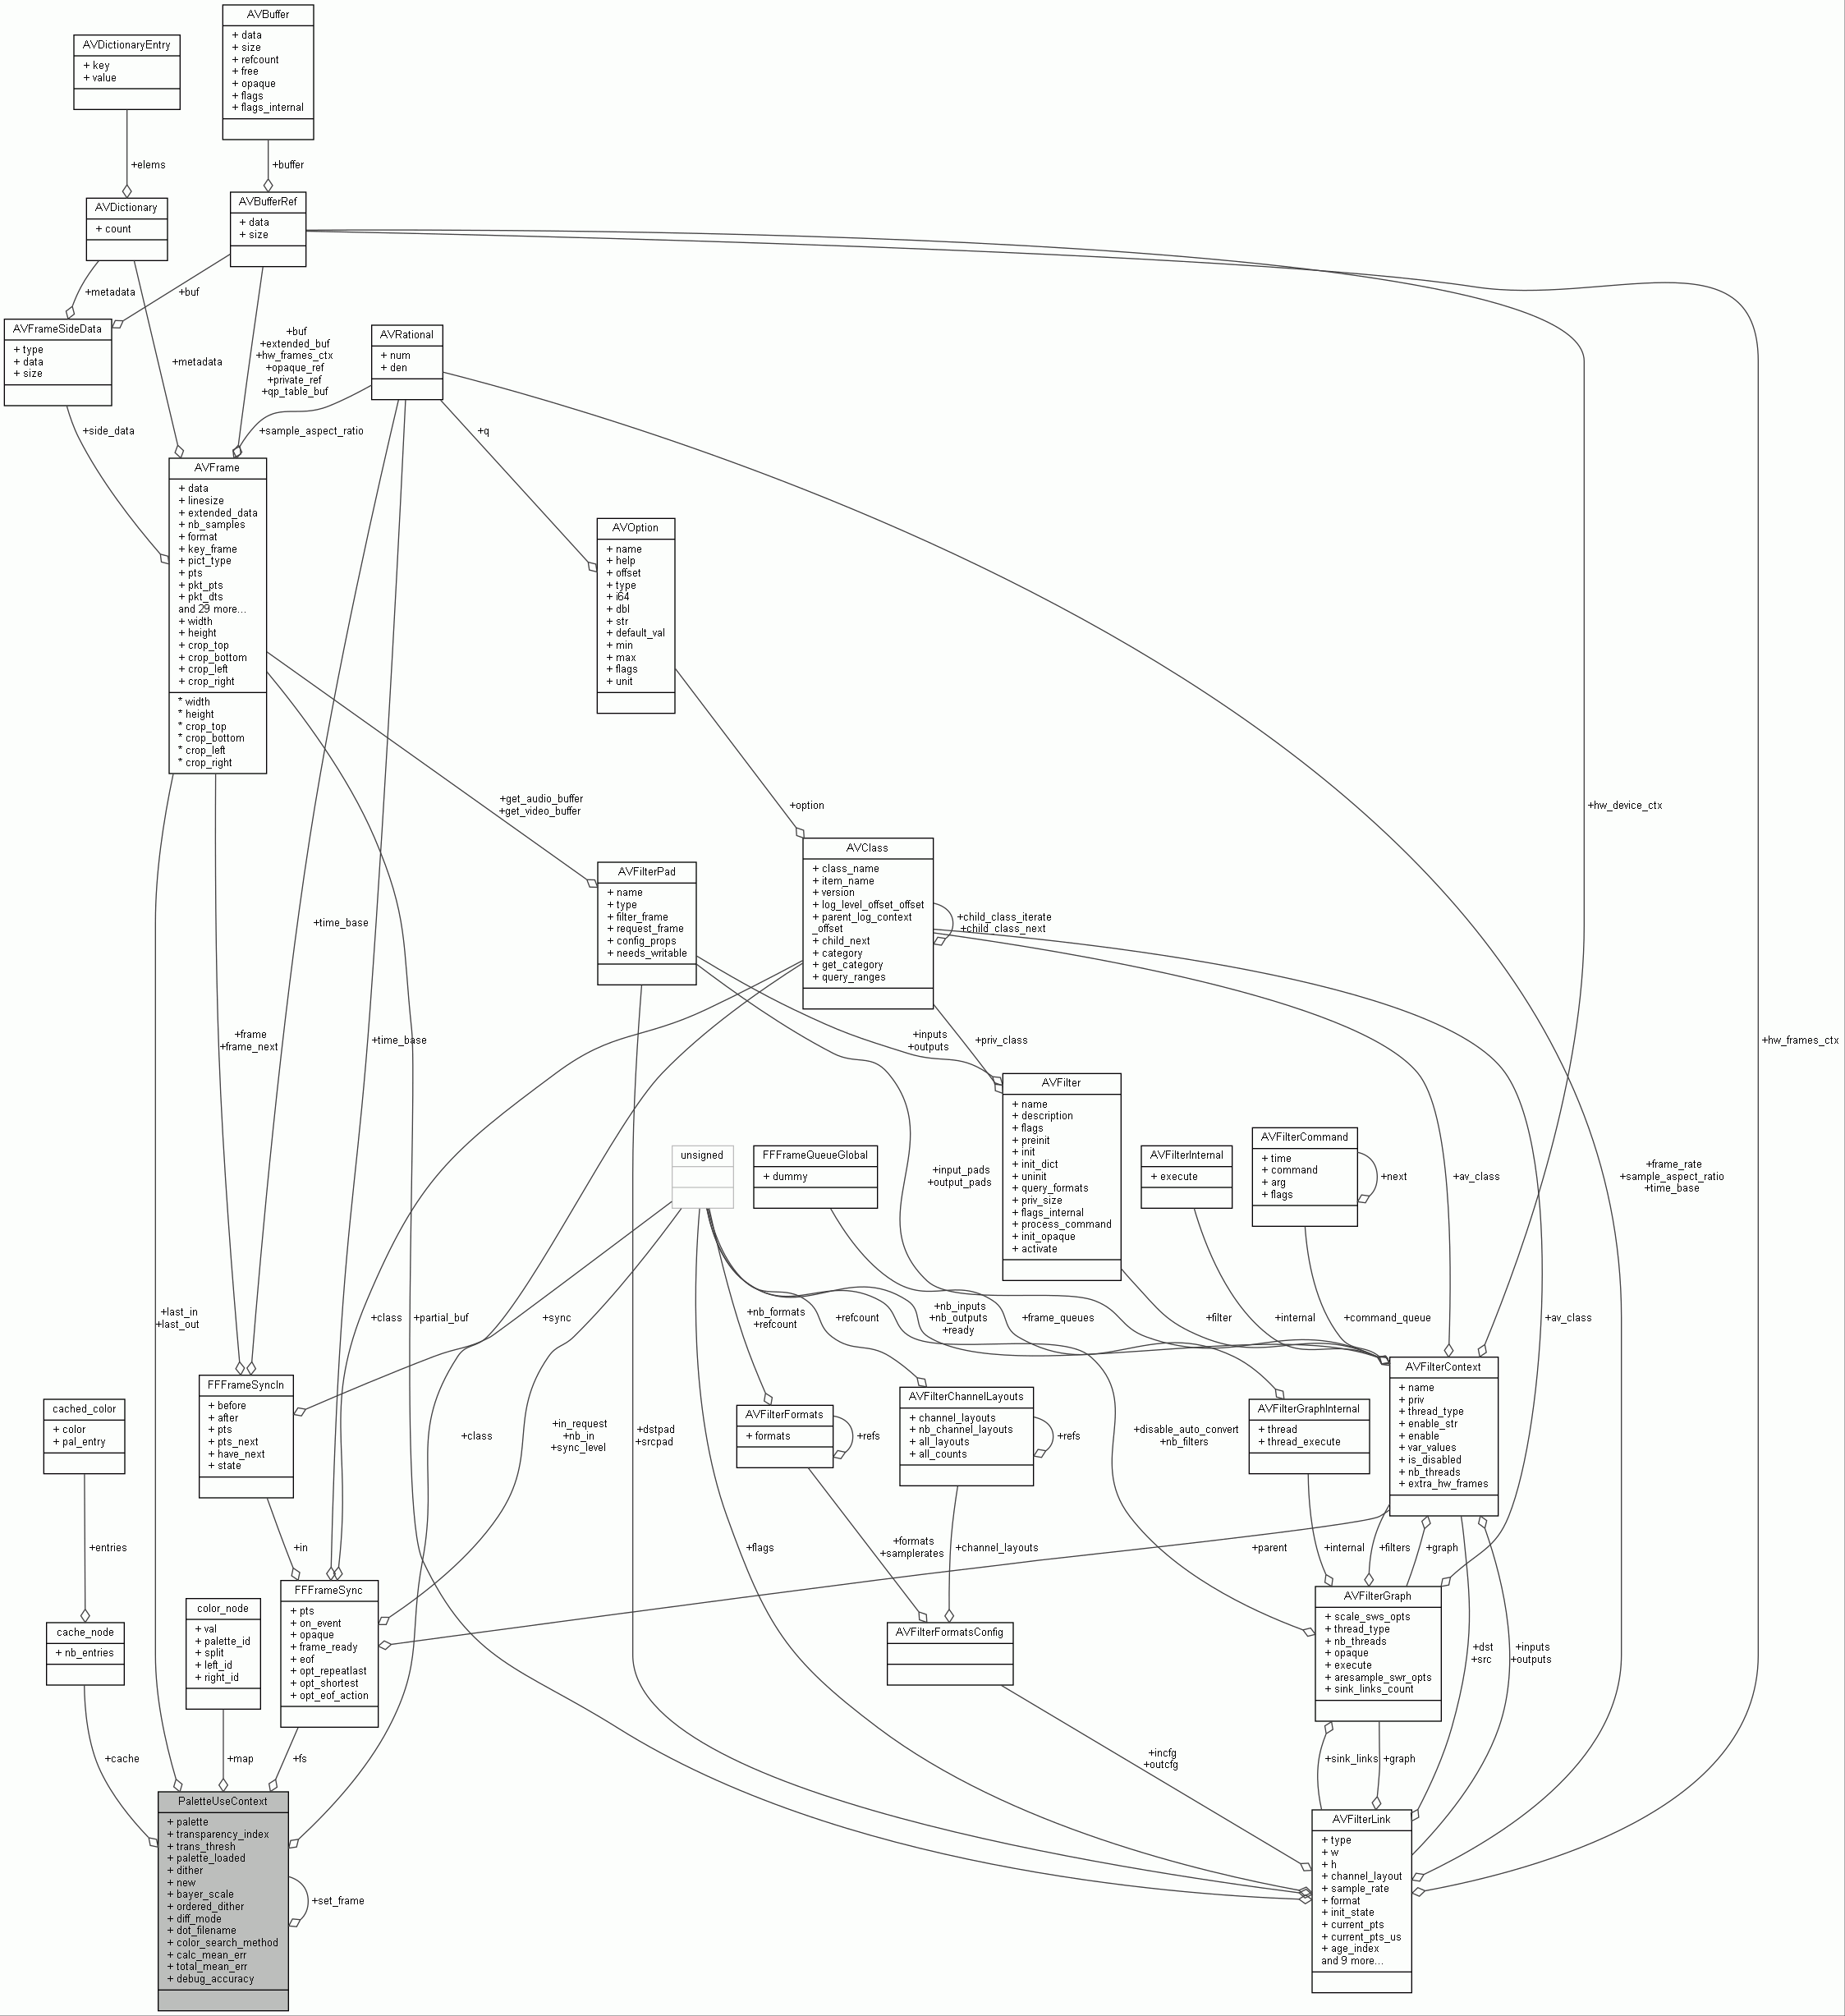 AVBuffer
+ data
+ size
+ refcount
+ free
+ opaque
+ flags
+ flags_internal
AVDictionaryEntry
+ key
+ value
+elems
+buffer
AVDictionary
+ count
AVBufferRef
+ data
+ size
+metadata
+buf
AVFrameSideData
+ type
+ data
+ size
+metadata
+buf
+extended_buf
+hw_frames_ctx
+opaque_ref
+private_ref
+qp_table_buf
AVRational
+ num
+ den
+side_data
+sample_aspect_ratio
+q
AVFrame
+ data
+ linesize
+ extended_data
+ nb_samples
+ format
+ key_frame
+ pict_type
+ pts
+ pkt_pts
+ pkt_dts
and 29 more...
+ width
+ height
+ crop_top
+ crop_bottom
+ crop_left
+ crop_right
* width
* height
* crop_top
* crop_bottom
* crop_left
* crop_right
AVOption
+ name
+ help
+ offset
+ type
+ i64
+ dbl
+ str
+ default_val
+ min
+ max
+ flags
+ unit
+get_audio_buffer
+get_video_buffer
+option
+hw_device_ctx
AVFilterPad
+ name
+ type
+ filter_frame
+ request_frame
+ config_props
+ needs_writable
AVClass
+ class_name
+ item_name
+ version
+ log_level_offset_offset
+ parent_log_context
_offset
+ child_next
+ category
+ get_category
+ query_ranges
+child_class_iterate
+child_class_next
+time_base
+frame
+frame_next
+time_base
+inputs
+outputs
+priv_class
+hw_frames_ctx
AVFilter
+ name
+ description
+ flags
+ preinit
+ init
+ init_dict
+ uninit
+ query_formats
+ priv_size
+ flags_internal
+ process_command
+ init_opaque
+ activate
unsigned
FFFrameQueueGlobal
+ dummy
+input_pads
+output_pads
AVFilterInternal
+ execute
AVFilterCommand
+ time
+ command
+ arg
+ flags
+next
+av_class
+frame_rate
+sample_aspect_ratio
+time_base
+last_in
+last_out
+class
+partial_buf
+sync
+nb_formats
+refcount
+refcount
+nb_inputs
+nb_outputs
+ready
+frame_queues
+filter
+internal
+command_queue
+av_class
FFFrameSyncIn
+ before
+ after
+ pts
+ pts_next
+ have_next
+ state
cached_color
+ color
+ pal_entry
+class
+in_request
+nb_in
+sync_level
+dstpad
+srcpad
AVFilterFormats
+ formats
+refs
AVFilterChannelLayouts
+ channel_layouts
+ nb_channel_layouts
+ all_layouts
+ all_counts
+refs
+disable_auto_convert
+nb_filters
AVFilterGraphInternal
+ thread
+ thread_execute
AVFilterContext
+ name
+ priv
+ thread_type
+ enable_str
+ enable
+ var_values
+ is_disabled
+ nb_threads
+ extra_hw_frames
+entries
+in
+flags
+formats
+samplerates
+channel_layouts
+parent
+internal
+filters
+graph
FFFrameSync
+ pts
+ on_event
+ opaque
+ frame_ready
+ eof
+ opt_repeatlast
+ opt_shortest
+ opt_eof_action
color_node
+ val
+ palette_id
+ split
+ left_id
+ right_id
cache_node
+ nb_entries
AVFilterFormatsConfig
AVFilterGraph
+ scale_sws_opts
+ thread_type
+ nb_threads
+ opaque
+ execute
+ aresample_swr_opts
+ sink_links_count
+dst
+src
+inputs
+outputs
+cache
+map
+fs
+incfg
+outcfg
+sink_links
+graph
PaletteUseContext
+ palette
+ transparency_index
+ trans_thresh
+ palette_loaded
+ dither
+ new
+ bayer_scale
+ ordered_dither
+ diff_mode
+ dot_filename
+ color_search_method
+ calc_mean_err
+ total_mean_err
+ debug_accuracy
+set_frame
AVFilterLink
+ type
+ w
+ h
+ channel_layout
+ sample_rate
+ format
+ init_state
+ current_pts
+ current_pts_us
+ age_index
and 9 more...